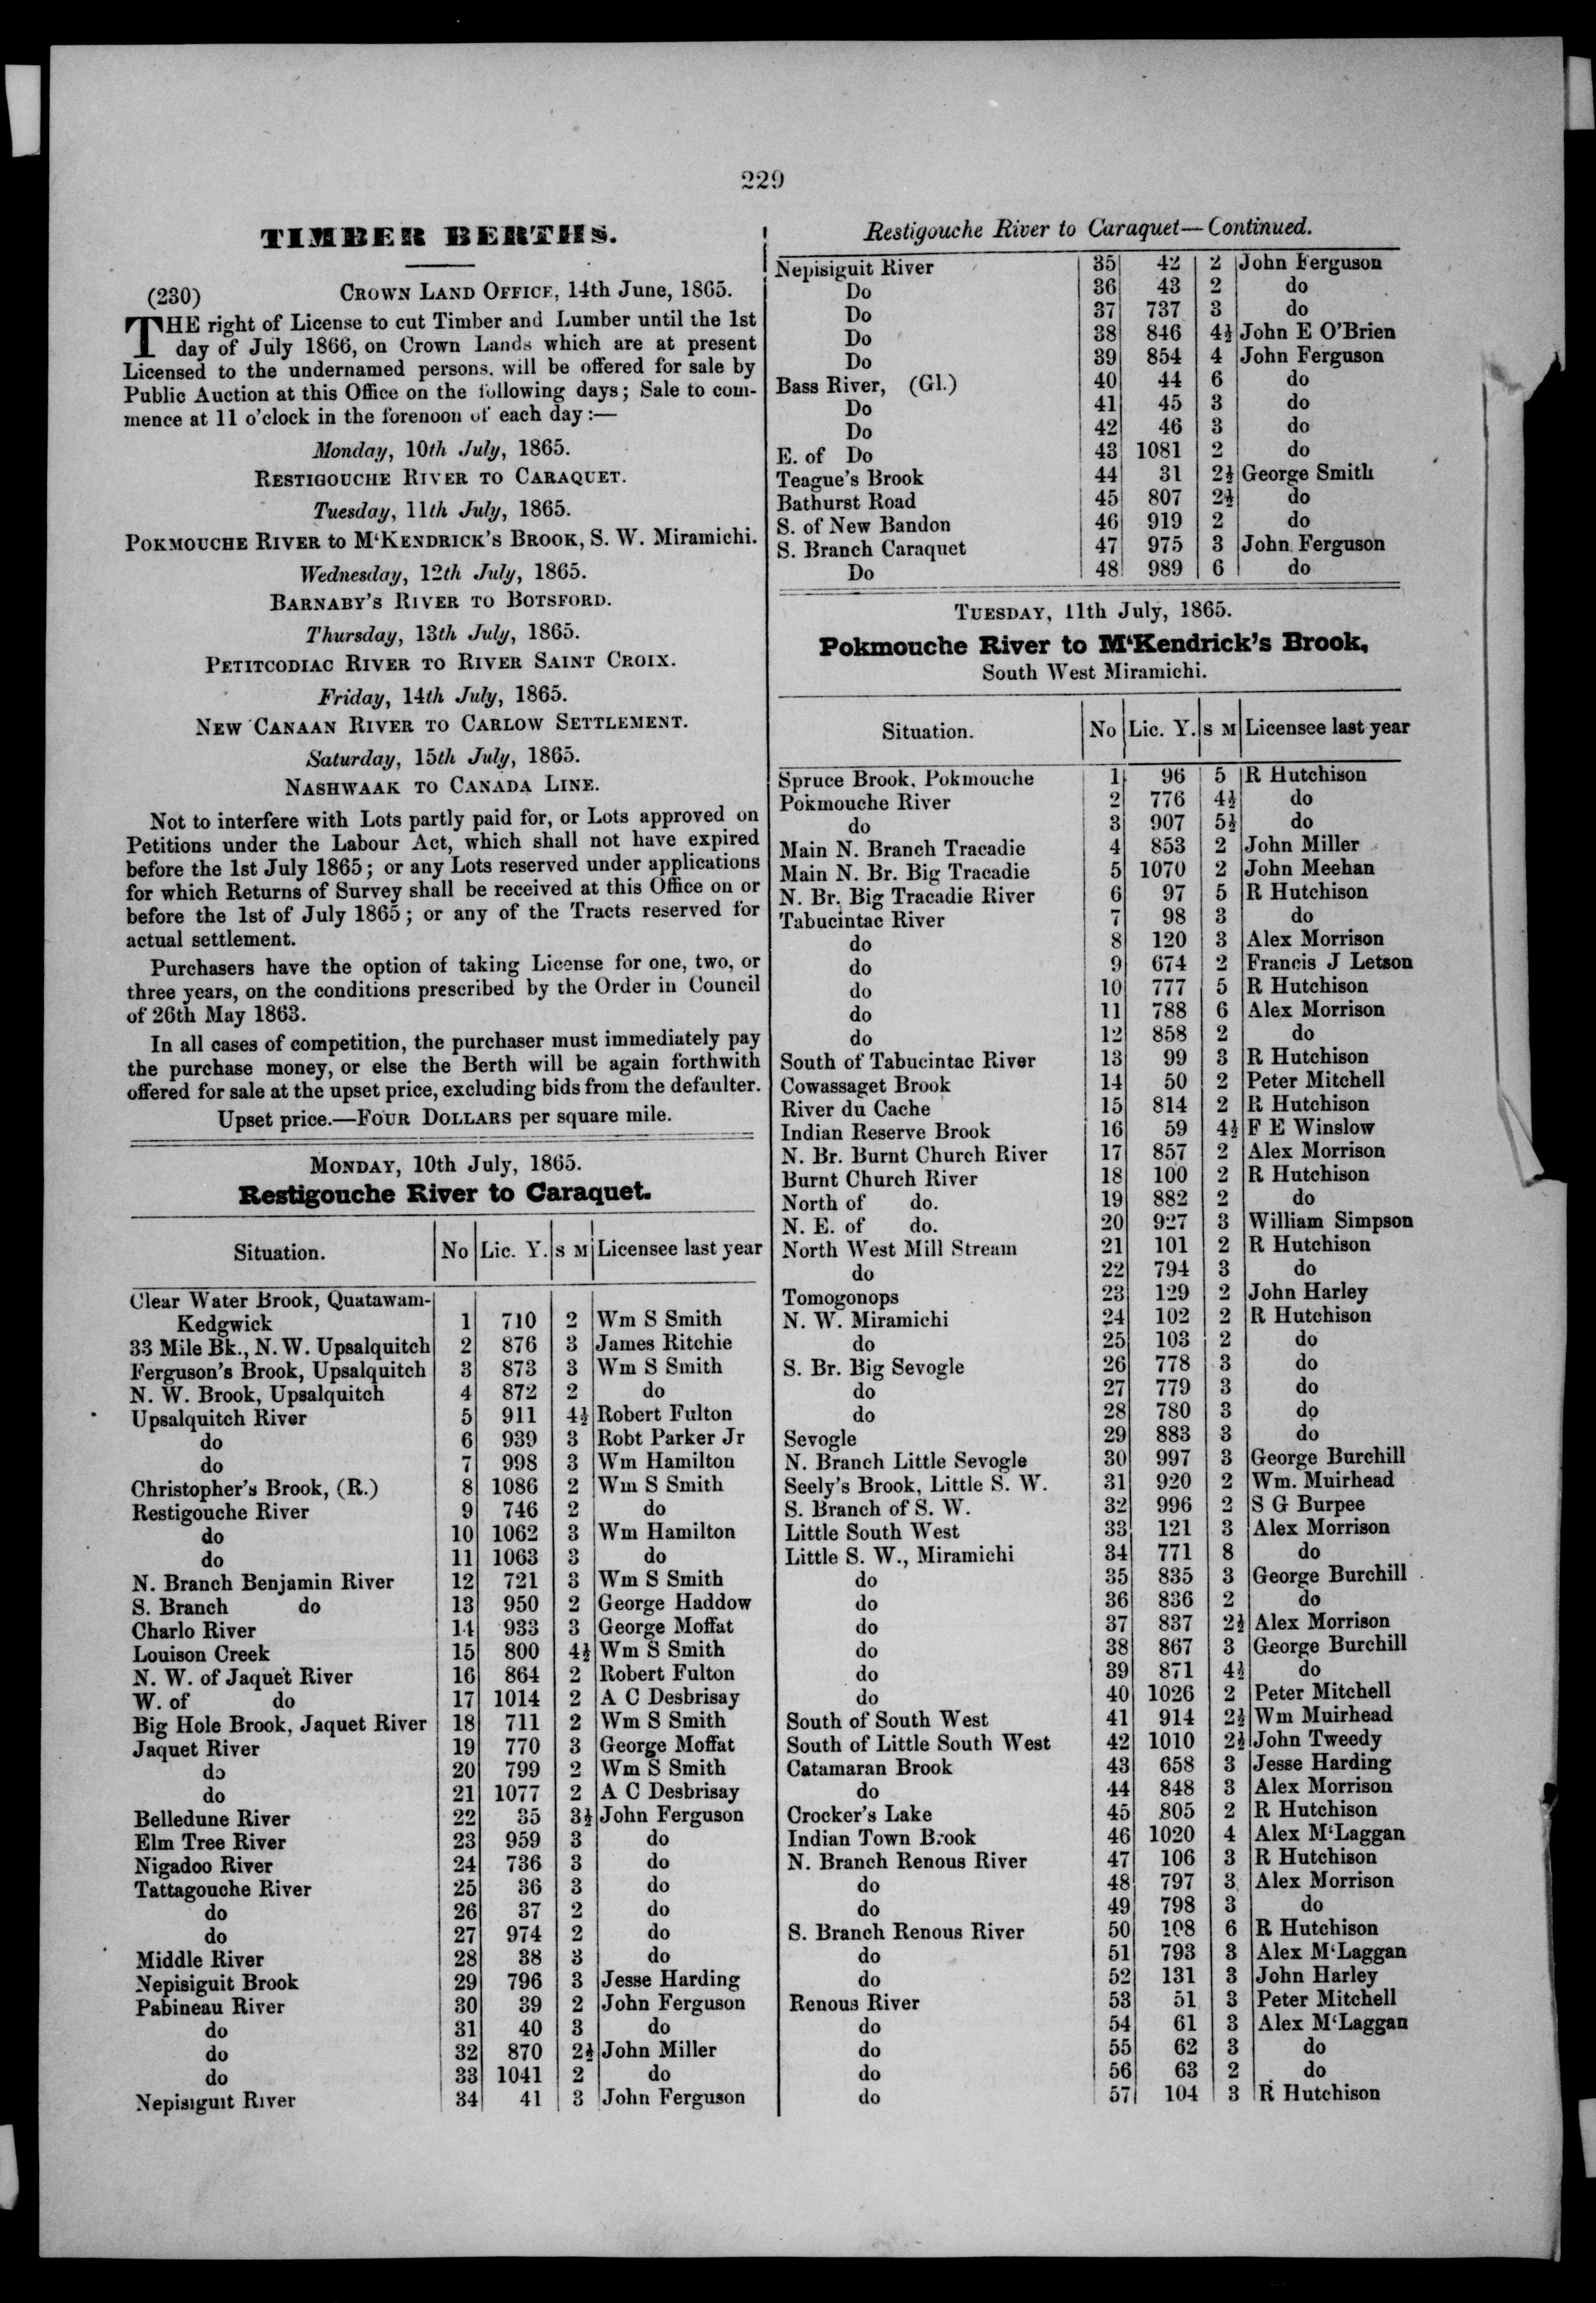 229
TIMBER BERTHS.
(230) CROWN LAND OFFICE, 14th June, 1865.
THE right of License to cut Timber and Lumber until the 1st
day of July 1866, on Crown Lands which are at present
Licensed to the undernamed persons, will be offered for sale by
Public Auction at this Office on the following days; Sale to com-
mence at 11 o'clock in the forenoon of each day :—
Monday, 10th July, 1865.
RESTIGOUCHE RIVER TO CARAQUET.
Tuesday, 11th July, 1865.
POKMOUCHE RIVER to M‘KENDRICK'S BROOK, S. W. Miramichi.
Wednesday, 12th July, 1865.
BARNABY'S RIVER TO BOTSFORD.
Thursday, 13th July, 1865.
PETITCODIAC RIVER TO RIVER SAINT CROIX.
Friday, 14th July, 1865.
NEW CANAAN RIVER TO CARLOW SETTLEMENT.
Saturday, 15th July, 1865.
NASHWAAK TO CANADA LINE.
Not to interfere with Lots partly paid for, or Lots approved on
Petitions under the Labour Act, which shall not have expired
before the 1st July 1865; or any Lots reserved under applications
for which Returns of Survey shall be received at this Office on or
before the 1st of July 1865; or any of the Tracts reserved for
actual settlement.
Purchasers have the option of taking License for one, two, or
three years, on the conditions prescribed by the Order in Council
of 26th May 1863.
In all cases of competition, the purchaser must immediately pay
the purchase money, or else the Berth will be again forthwith
offered for sale at the upset price, excluding bids from the defaulter.
Upset price.—FOUR DOLLARS per square mile.
MONDAY, 10th July, 1865.
Restigouche River to Caraquet.
Situation. No Lic. Y. S M Licensee last year
Clear Water Brook, Quatawam-
Kedgwick 1 710 2 Wm S Smith
33 Mile Bk., N. W. Upsalquitch 2 876 3 James Ritchie
Ferguson's Brook, Upsalquitch 3 873 3 Wm S Smith
N. W. Brook, Upsalquitch 4 872 2 do
Upsalquitch River 5 911 4½ Robert Fulton
do 6 939 3 Robt Parker Jr
do 7 998 3 Wm Hamilton
Christopher's Brook, (R.) 8 1086 2 Wm S Smith
Restigouche River 9 746 2 do
do 10 1062 3 Wm Hamilton
do 11 1063 3 do
N. Branch Benjamin River 12 721 3 Wm S Smith
S. Branch do 13 950 2 George Haddow
Charlo River 14 933 3 George Moffat
Louison Creek 15 800 4½ Wm S Smith
N. W. of Jaquet River 16 864 2 Robert Fulton
W. of do 17 1014 2 A C Desbrisay
Big Hole Brook, Jaquet River 18 711 2 Wm S Smith
Jaquet River 19 770 3 George Moffat
do 20 799 2 Wm S Smith
do 21 1077 2 A C Desbrisay
Belledune River 22 35 3½ John Ferguson
Elm Tree River 23 959 3 do
Nigadoo River 24 736 3 do
Tattagouche River 25 36 3 do
do 26 37 2 do
do 27 974 2 do
Middle River 28 38 3 do
Nepisiguit Brook 29 796 3 Jesse Harding
Pabineau River 30 39 2 John Ferguson
do 31 40 3 do
do 32 870 2½ John Miller
do 33 1041 2 do
Nepisiguit River 34 41 3 John Ferguson
Restigouche River to Caraquet—Continued.
Nepisiguit River 35 42 2 John Ferguson
Do 36 43 2 do
Do 37 737 3 do
Do 38 846 4½ John E O'Brien
Do 39 854 4 John Ferguson
Bass River, (Gl.) 40 44 6 do
Do 41 45 3 do
Do 42 46 3 do
E. of Do 43 1081 2 do
Teague's Brook 44 31 2½ George Smith
Bathurst Road 45 807 2½ do
S. of New Bandon 46 919 2 do
S. Branch Caraquet 47 975 3 John Ferguson
Do 48 989 6 do
TUESDAY, 11th July, 1865.
Pokmouche River to M‘Kendrick's Brook,
South West Miramichi.
Situation. No Lic. Y. S M Licensee last year
Spruce Brook, Pokmouche 1 96 5 R Hutchison
Pokmouche River 2 776 4½ do
do 3 907 5½ do
Main N. Branch Tracadie 4 853 2 John Miller
Main N. Br. Big Tracadie 5 1070 2 John Meehan
N. Br. Big Tracadie River 6 97 5 R Hutchison
Tabucintac River 7 98 3 do
do 8 120 3 Alex Morrison
do 9 674 2 Francis J Letson
do 10 777 5 R Hutchison
do 11 788 6 Alex Morrison
do 12 858 2 do
South of Tabucintac River 13 99 3 R Hutchison
Cowassaget Brook 14 50 2 Peter Mitchell
River du Cache 15 814 2 R Hutchison
Indian Reserve Brook 16 59 4½ F E Winslow
N. Br. Burnt Church River 17 857 2 Alex Morrison
Burnt Church River 18 100 2 R Hutchison
North of do. 19 882 2 do
N. E. of do. 20 927 3 William Simpson
North West Mill Stream 21 101 2 R Hutchison
do 22 794 3 do
Tomogonops 23 129 2 John Harley
N. W. Miramichi 24 102 2 R Hutchison
do 25 103 2 do
S. Br. Big Sevogle 26 778 3 do
do 27 779 3 do
do 28 780 3 do
Sevogle 29 883 3 do
N. Branch Little Sevogle 30 997 3 George Burchill
Seely's Brook, Little S. W. 31 920 2 Wm. Muirhead
S. Branch of S. W. 32 996 2 S G Burpee
Little South West 33 121 3 Alex Morrison
Little S. W., Miramichi 34 771 8 do
do 35 835 3 George Burchill
do 36 836 2 do
do 37 837 2½ Alex Morrison
do 38 867 3 George Burchill
do 39 871 4½ do
do 40 1026 2 Peter Mitchell
South of South West 41 914 2½ Wm Muirhead
South of Little South West 42 1010 2½ John Tweedy
Catamaran Brook 43 658 3 Jesse Harding
do 44 848 3 Alex Morrison
Crocker's Lake 45 805 2 R Hutchison
Indian Town Brook 46 1020 4 Alex M‘Laggan
N. Branch Renous River 47 106 3 R Hutchison
do 48 797 3 Alex Morrison
do 49 798 3 do
S. Branch Renous River 50 108 6 R Hutchison
do 51 793 3 Alex M‘Laggan
do 52 131 3 John Harley
Renous River 53 51 3 Peter Mitchell
do 54 61 3 Alex M‘Laggan
do 55 62 3 do
do 56 63 2 do
do 57 104 3 R Hutchison